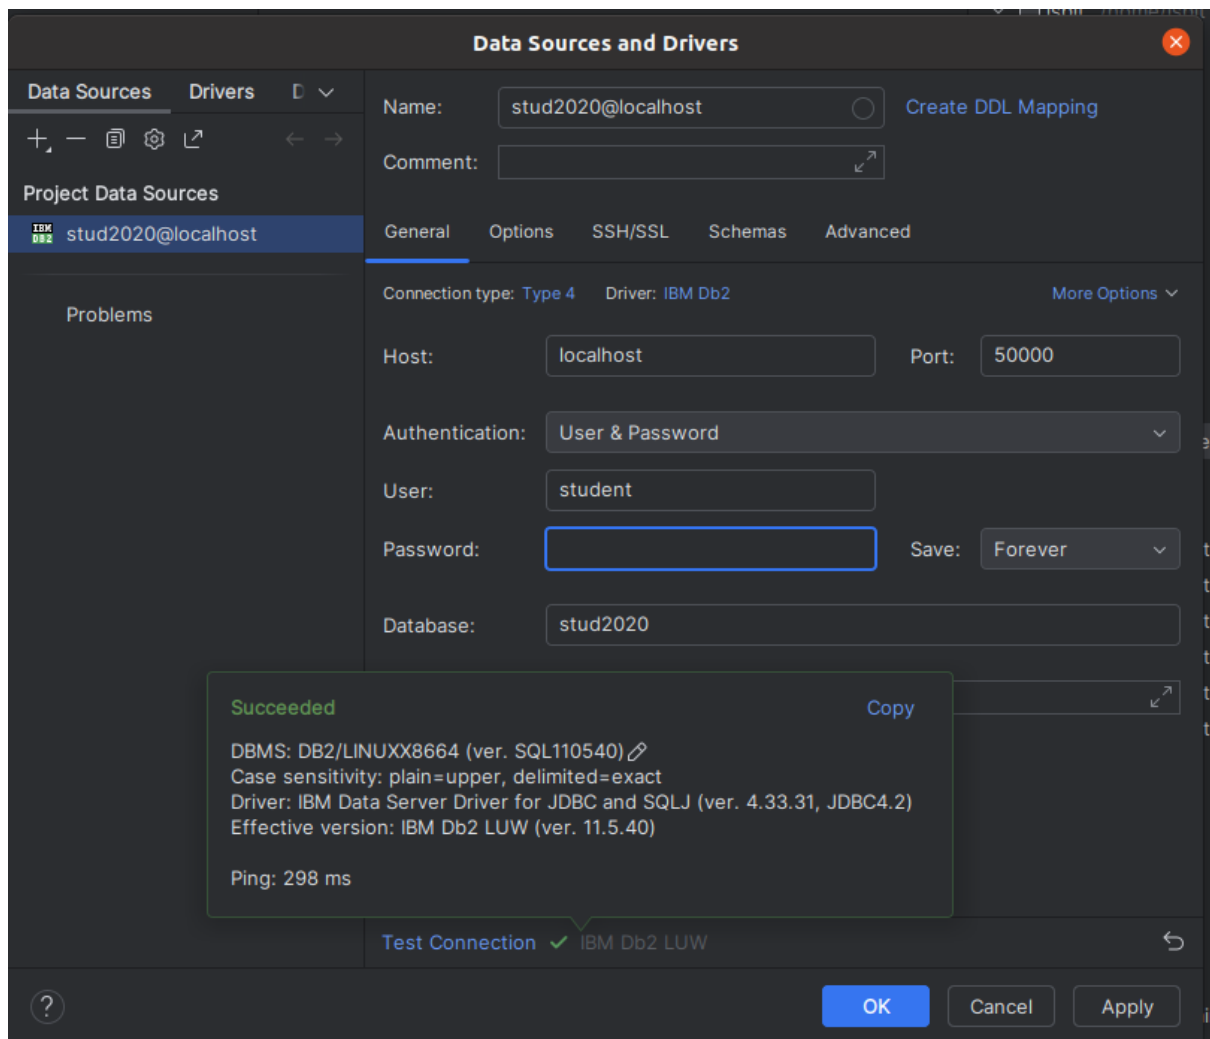 Data Sources and Drivers
Data Sources Drivers D
Name: stud2020@localhost Create DDL Mapping
Comment:
Project Data Sources
IBM DB2 stud2020@localhost
Problems
General Options SSH/SSL Schemas Advanced
Connection type: Type 4 Driver: IBM Db2 More Options
Host: localhost Port: 50000
Authentication: User & Password
User: student
Password: Save: Forever
Database: stud2020
Succeeded Copy
DBMS: DB2/LINUXX8664 (ver. SQL110540)
Case sensitivity: plain=upper, delimited=exact
Driver: IBM Data Server Driver for JDBC and SQLJ (ver. 4.33.31, JDBC4.2)
Effective version: IBM Db2 LUW (ver. 11.5.40)
Ping: 298 ms
Test Connection IBM Db2 LUW
? OK Cancel Apply